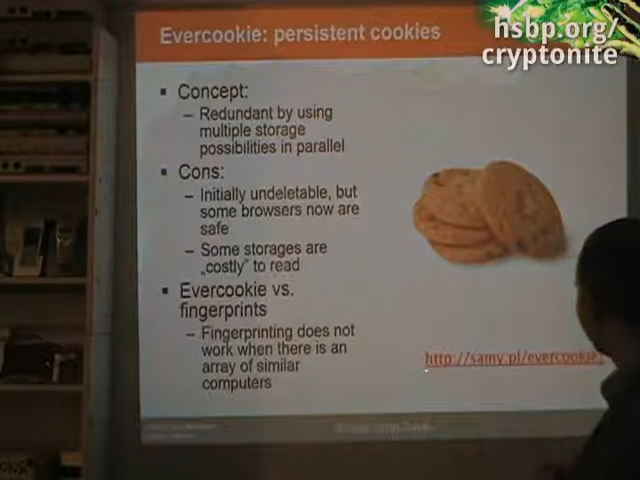 hsbp.org/
cryptonite
Evercookie: persistent cookies
▪ Concept:
– Redundant by using
multiple storage
possibilities in parallel
▪ Cons:
– Initially undeletable, but
some browsers now are
safe
– Some storages are
„costly" to read
▪ Evercookie vs.
fingerprints
– Fingerprinting does not
work when there is an
array of similar
computers
http://samy.pl/evercookie